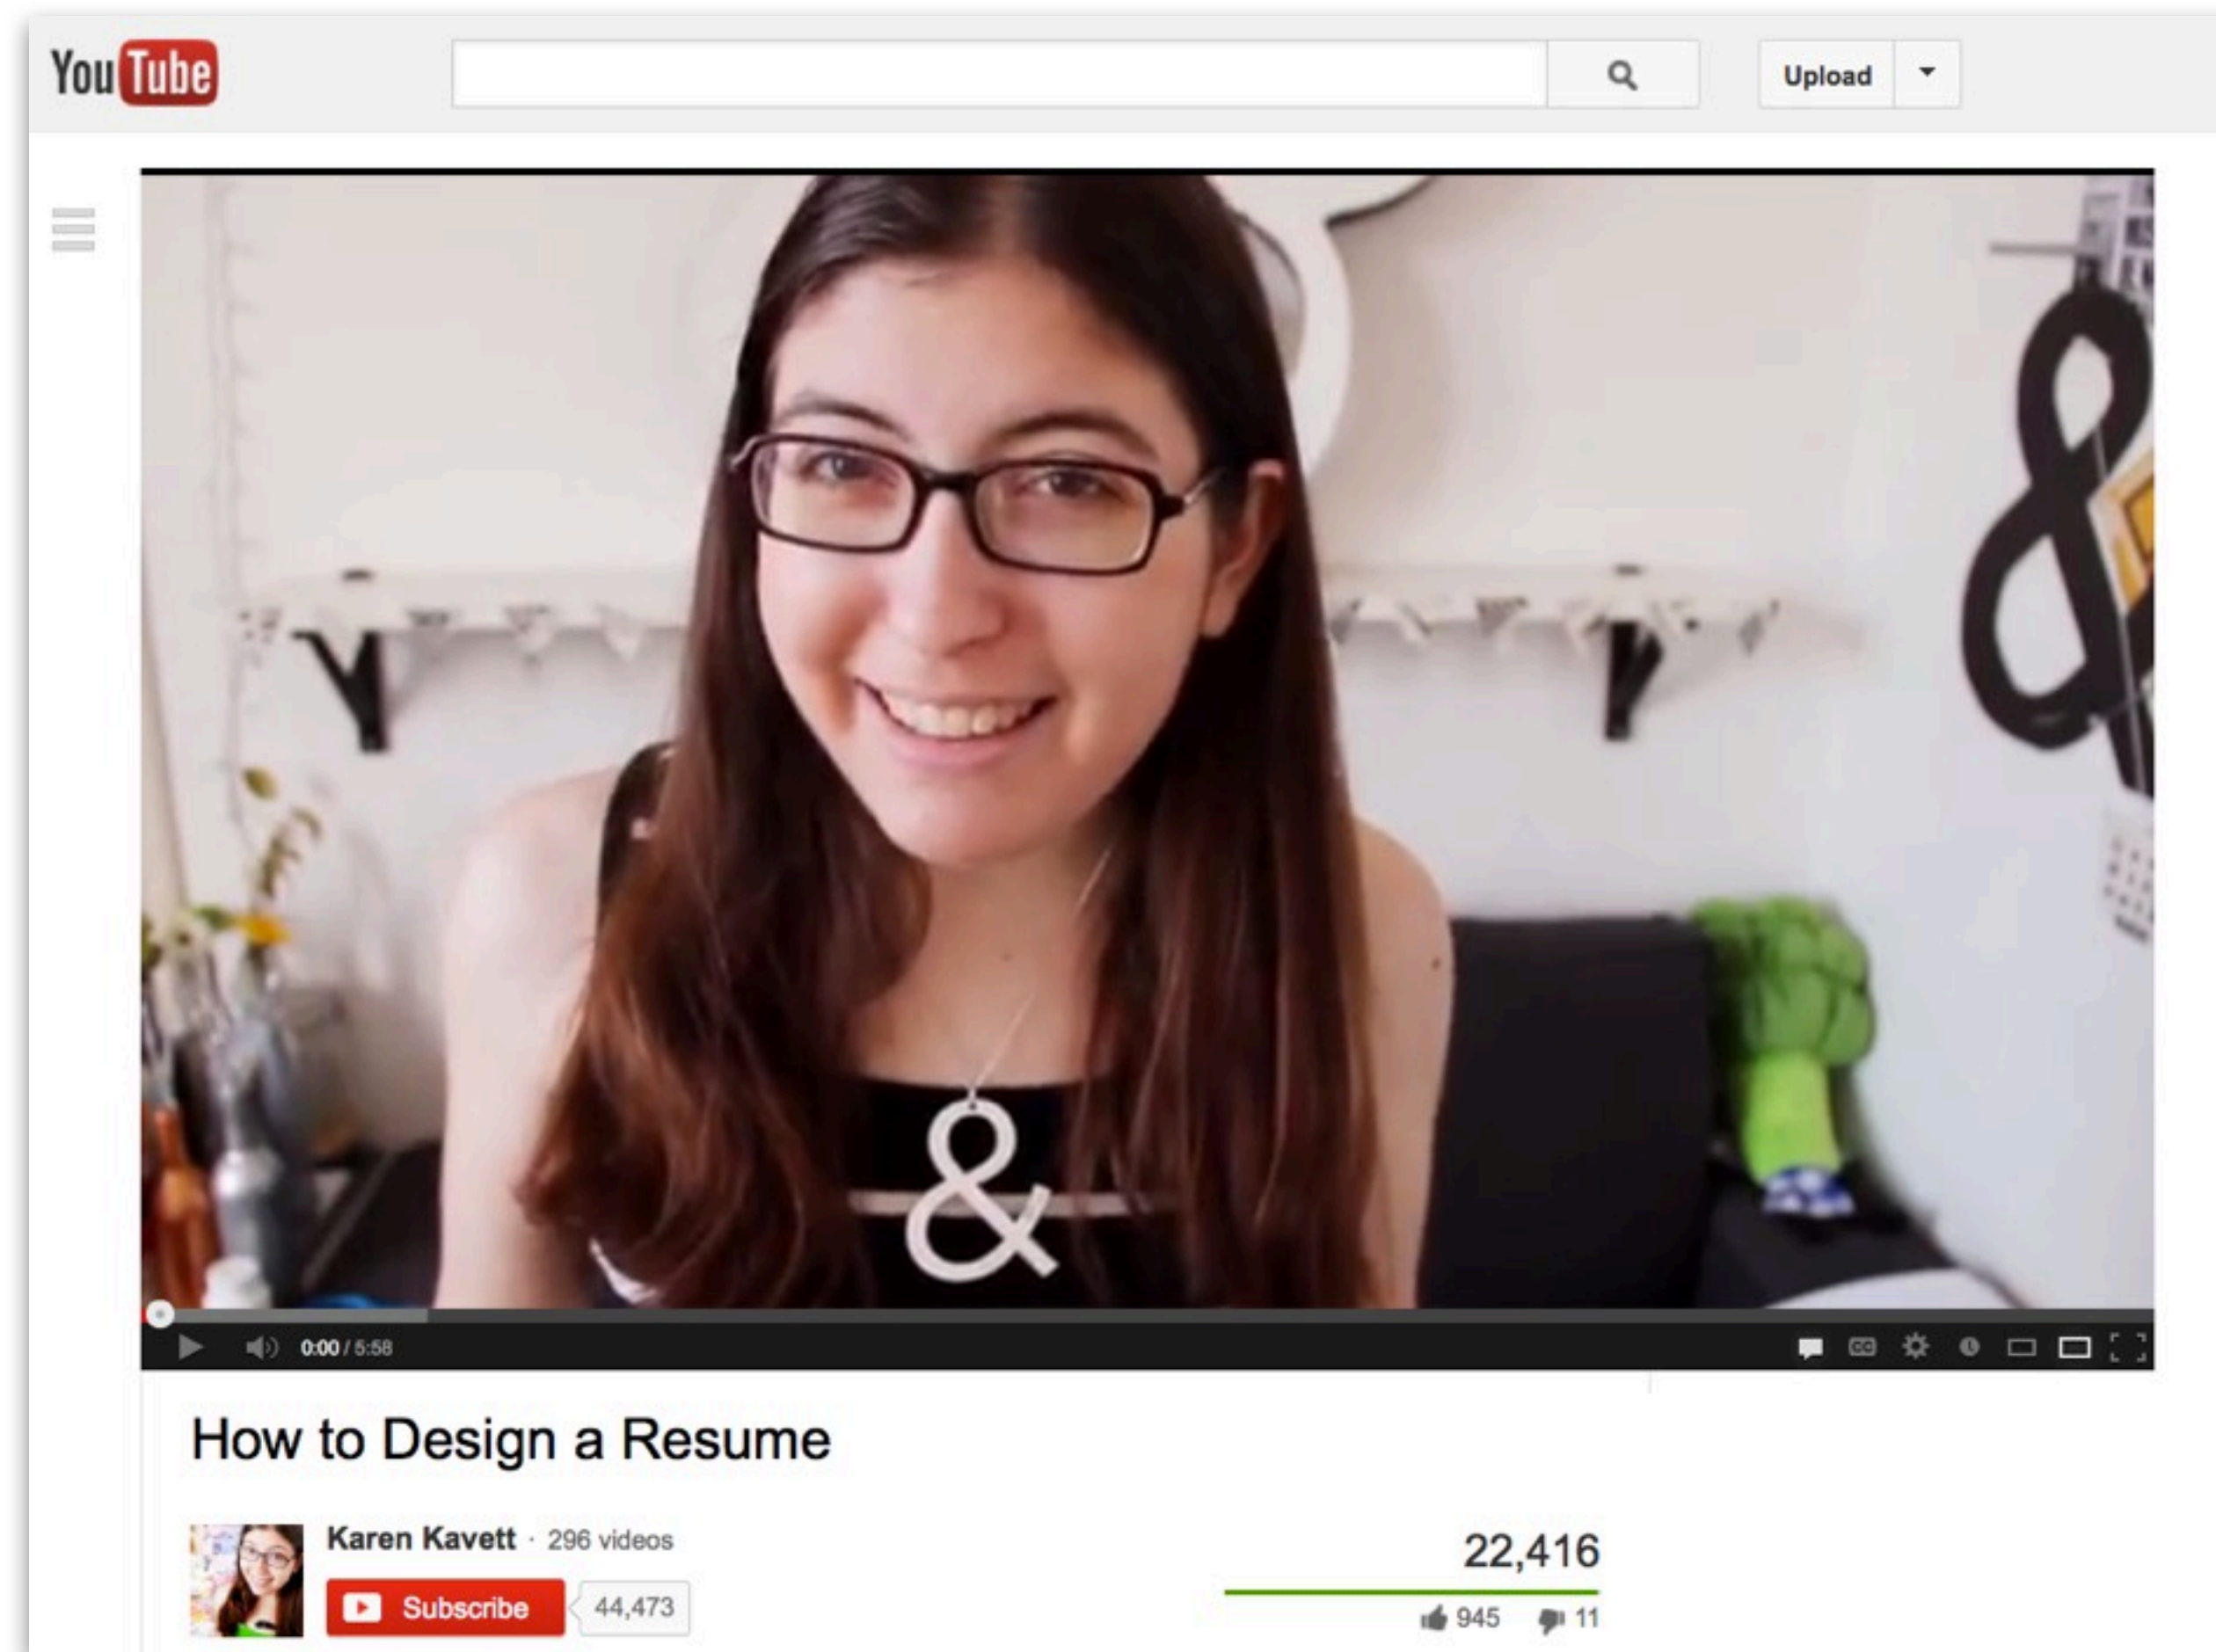 YouTube
Upload
&
&
0:00 / 5:58
CC
How to Design a Resume
Karen Kavett · 296 videos
22,416
Subscribe 44,473
945 11